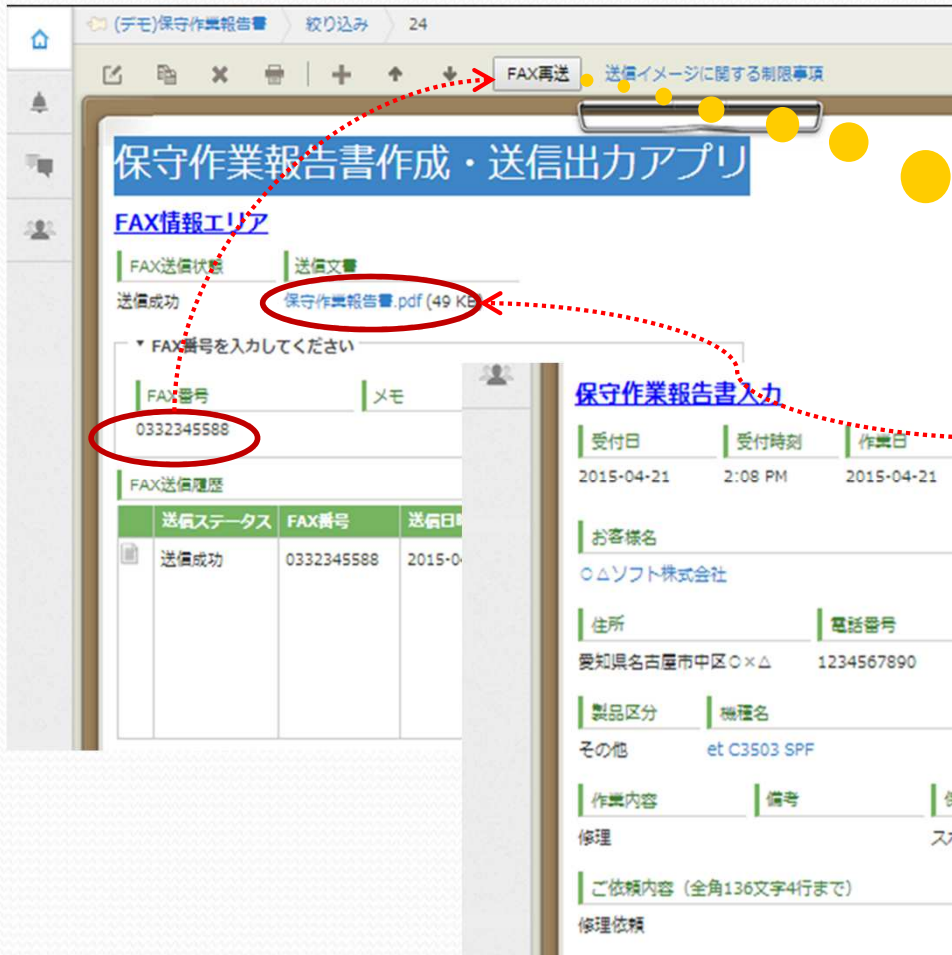 (デモ)保守作業報告書 絞り込み 24
FAX再送 送信イメージに関する制限事項
保守作業報告書作成・送信出力アプリ
FAX情報エリア
FAX送信状態 送信文書
送信成功 保守作業報告書.pdf (49 KB)
▼ FAX番号を入力してください
FAX番号 メモ
0332345588
FAX送信履歴
送信ステータス FAX番号 送信日時
送信成功 0332345588 2015-0
保守作業報告書入力
受付日 受付時刻 作業日
2015-04-21 2:08 PM 2015-04-21
お客様名
○△ソフト株式会社
住所 電話番号
愛知県名古屋市中区○×△ 1234567890
製品区分 機種名
その他 et C3503 SPF
作業内容 備考
修理
ご依頼内容(全角136文字4行まで)
修理依頼